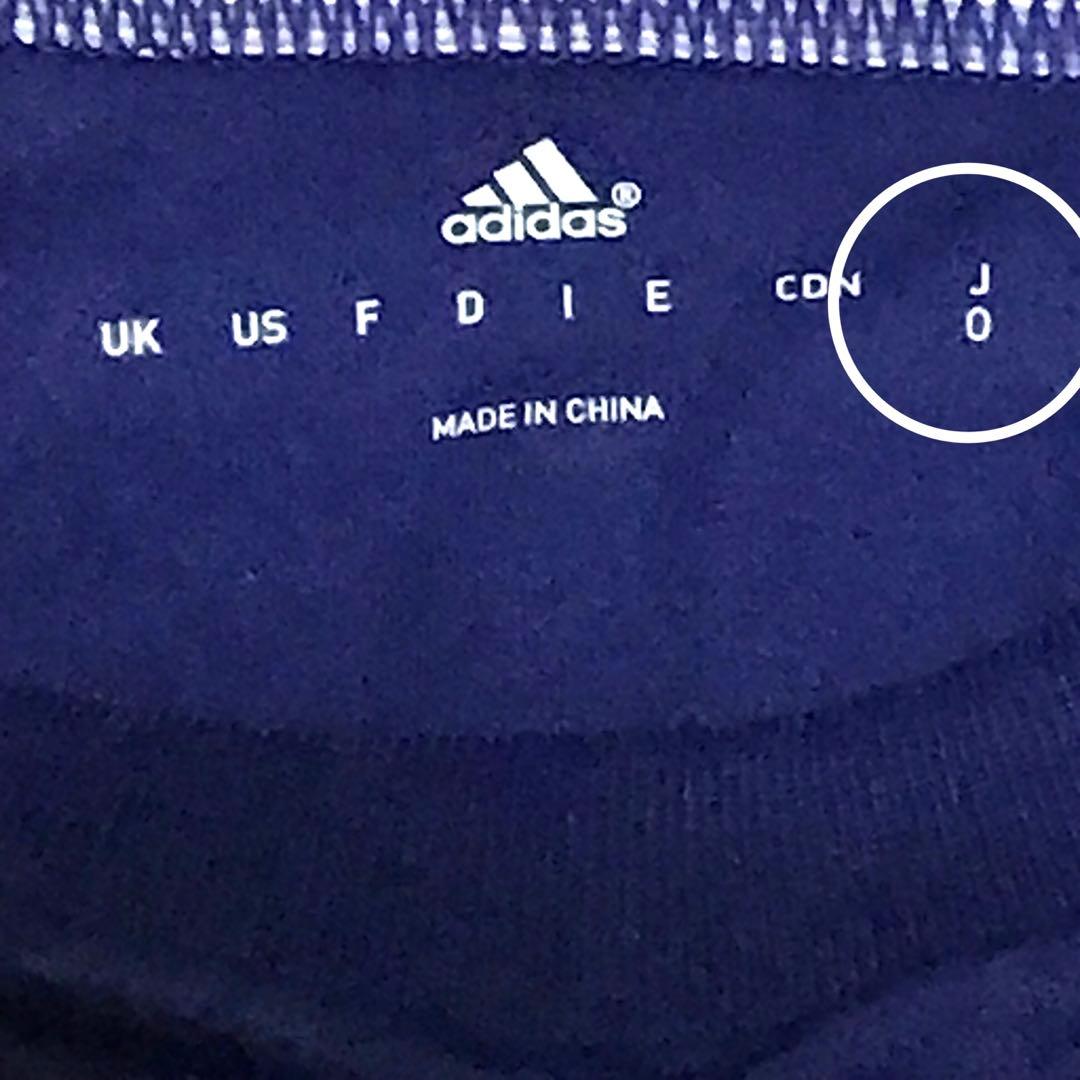 adidas®
UK US F D I E CDN J
O
MADE IN CHINA